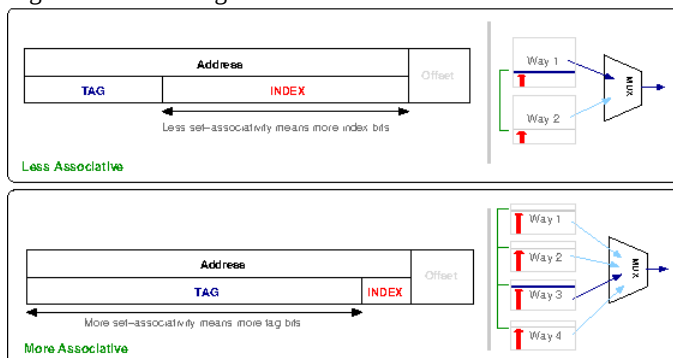 Address
Offset
TAG
INDEX
Less set-associativity means more index bits
Less Associative
Way 1
Way 2
MUX
Address
Offset
TAG
INDEX
More set-associativity means more tag bits
More Associative
Way 1
Way 2
Way 3
Way 4
MUX